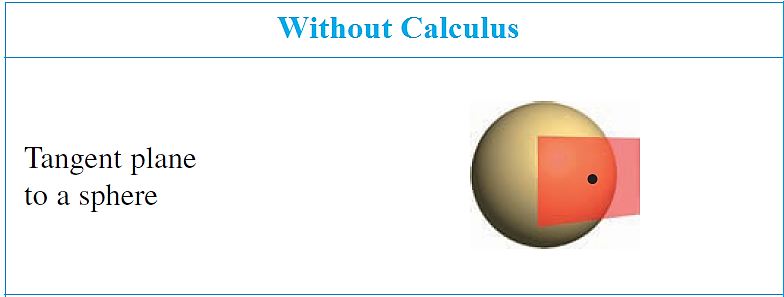 Without Calculus
Tangent plane
to a sphere